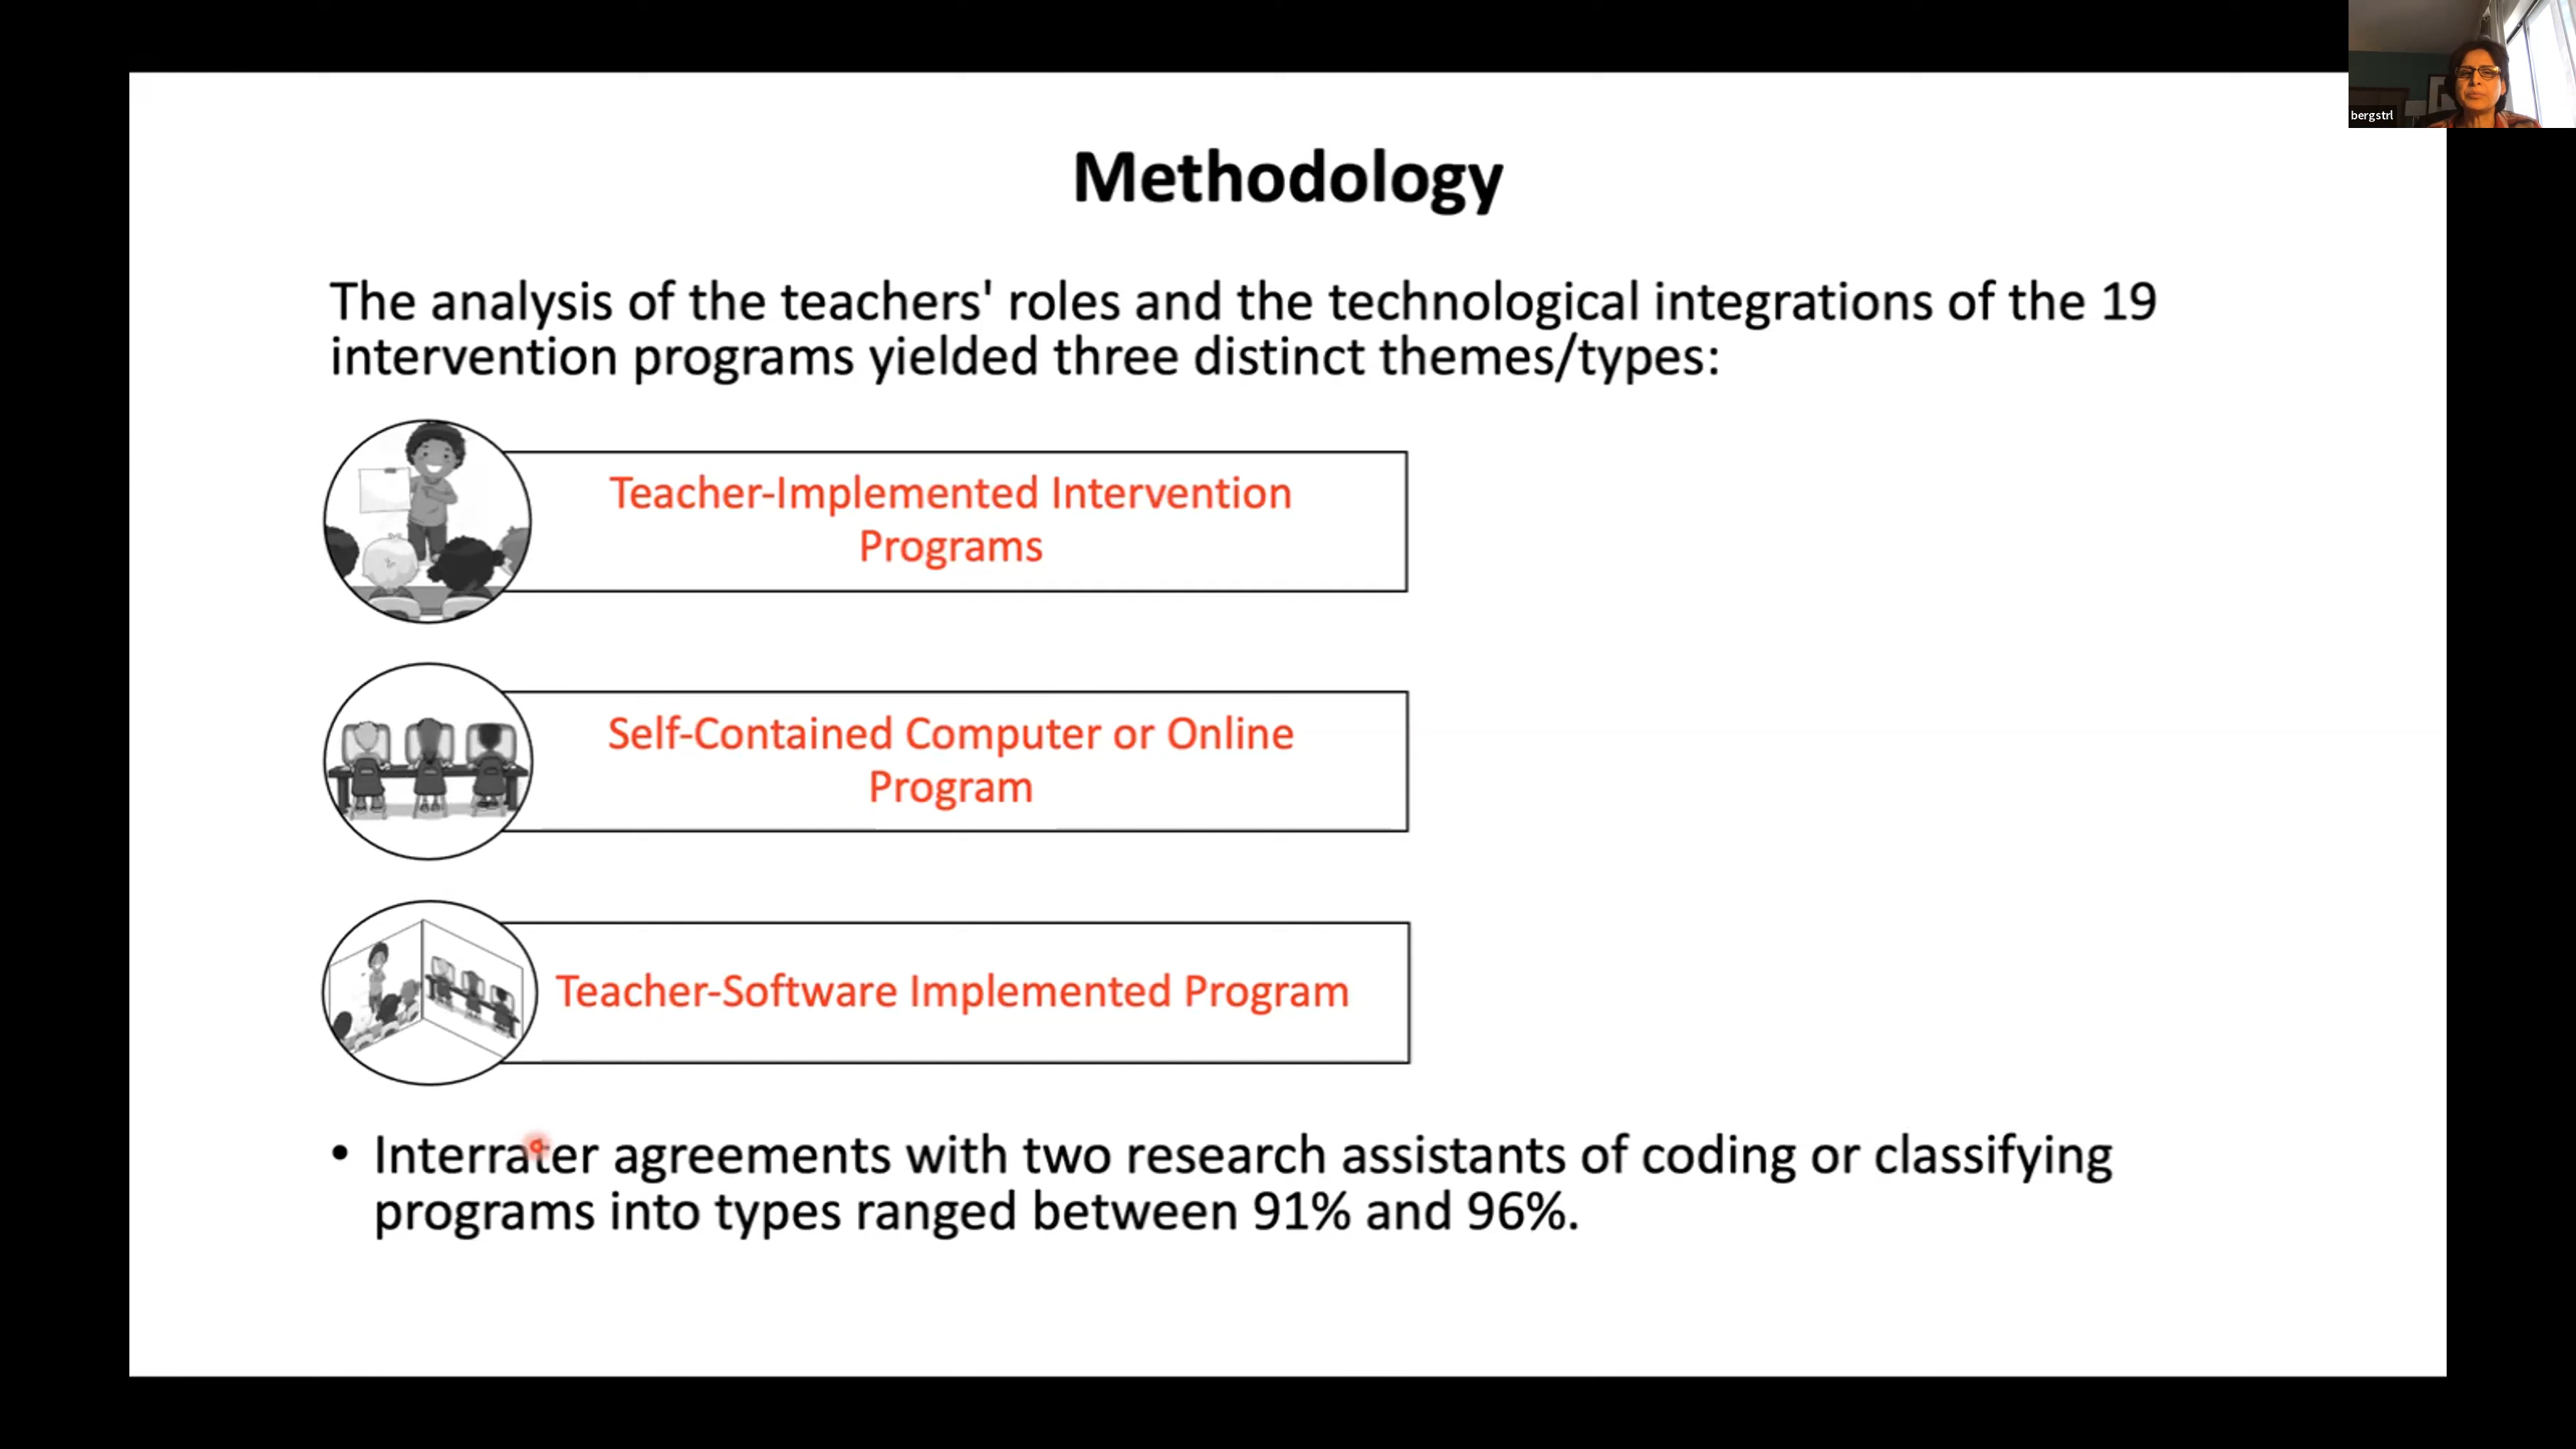 bergstrl
Methodology
The analysis of the teachers' roles and the technological integrations of the 19
intervention programs yielded three distinct themes/types:
Teacher-Implemented Intervention
Programs
Self-Contained Computer or Online
Program
Teacher-Software Implemented Program
• Interrater agreements with two research assistants of coding or classifying
programs into types ranged between 91% and 96%.